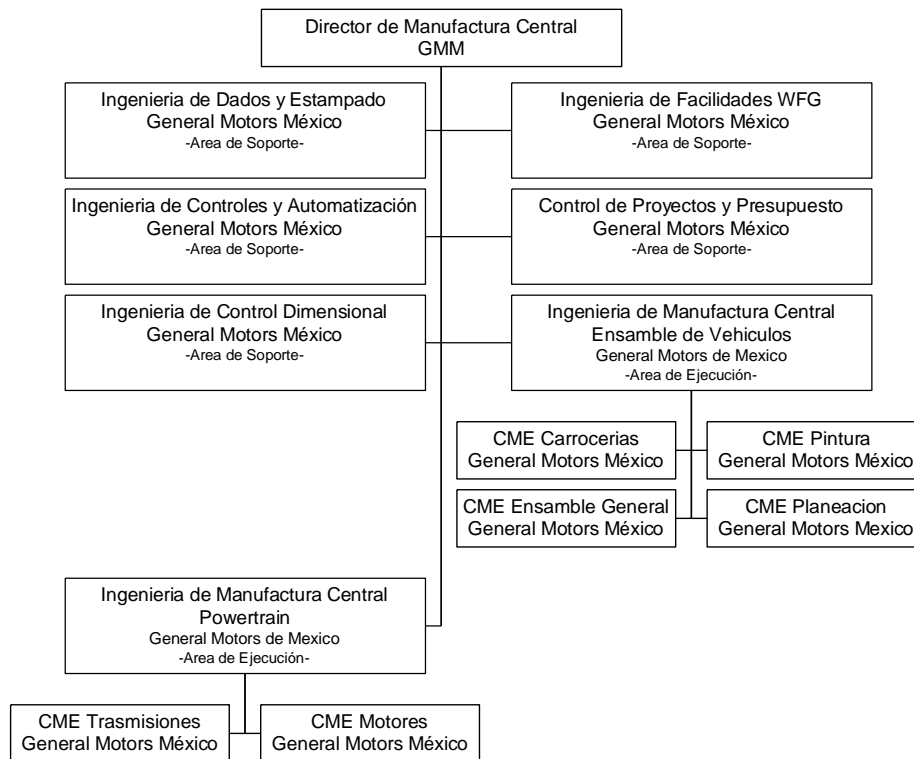 Director de Manufactura Central
GMM
Ingenieria de Dados y Estampado
General Motors México
-Area de Soporte-
Ingenieria de Facilidades WFG
General Motors México
-Area de Soporte-
Ingenieria de Controles y Automatización
General Motors México
-Area de Soporte-
Control de Proyectos y Presupuesto
General Motors México
-Area de Soporte-
Ingenieria de Control Dimensional
General Motors México
-Area de Soporte-
Ingenieria de Manufactura Central
Ensamble de Vehiculos
General Motors de Mexico
-Area de Ejecución-
CME Carrocerias
General Motors México
CME Pintura
General Motors México
CME Ensamble General
General Motors México
CME Planeacion
General Motors Mexico
Ingenieria de Manufactura Central
Powertrain
General Motors de Mexico
-Area de Ejecución-
CME Trasmisiones
General Motors México
CME Motores
General Motors México